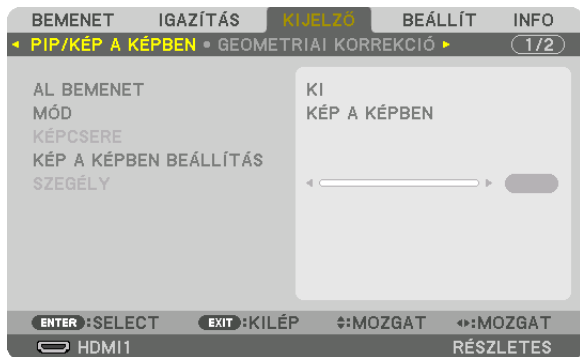 BEMENET IGAZÍTÁS KIJELZŐ BEÁLLÍT INFO
PIP/KÉP A KÉPBEN • GEOMETRIAI KORREKCIÓ 1/2
AL BEMENET KI
MÓD KÉP A KÉPBEN
KÉPCSERE
KÉP A KÉPBEN BEÁLLÍTÁS
SZEGÉLY
ENTER :SELECT EXIT :KILÉP :MOZGAT :MOZGAT
HDMI1 RÉSZLETES